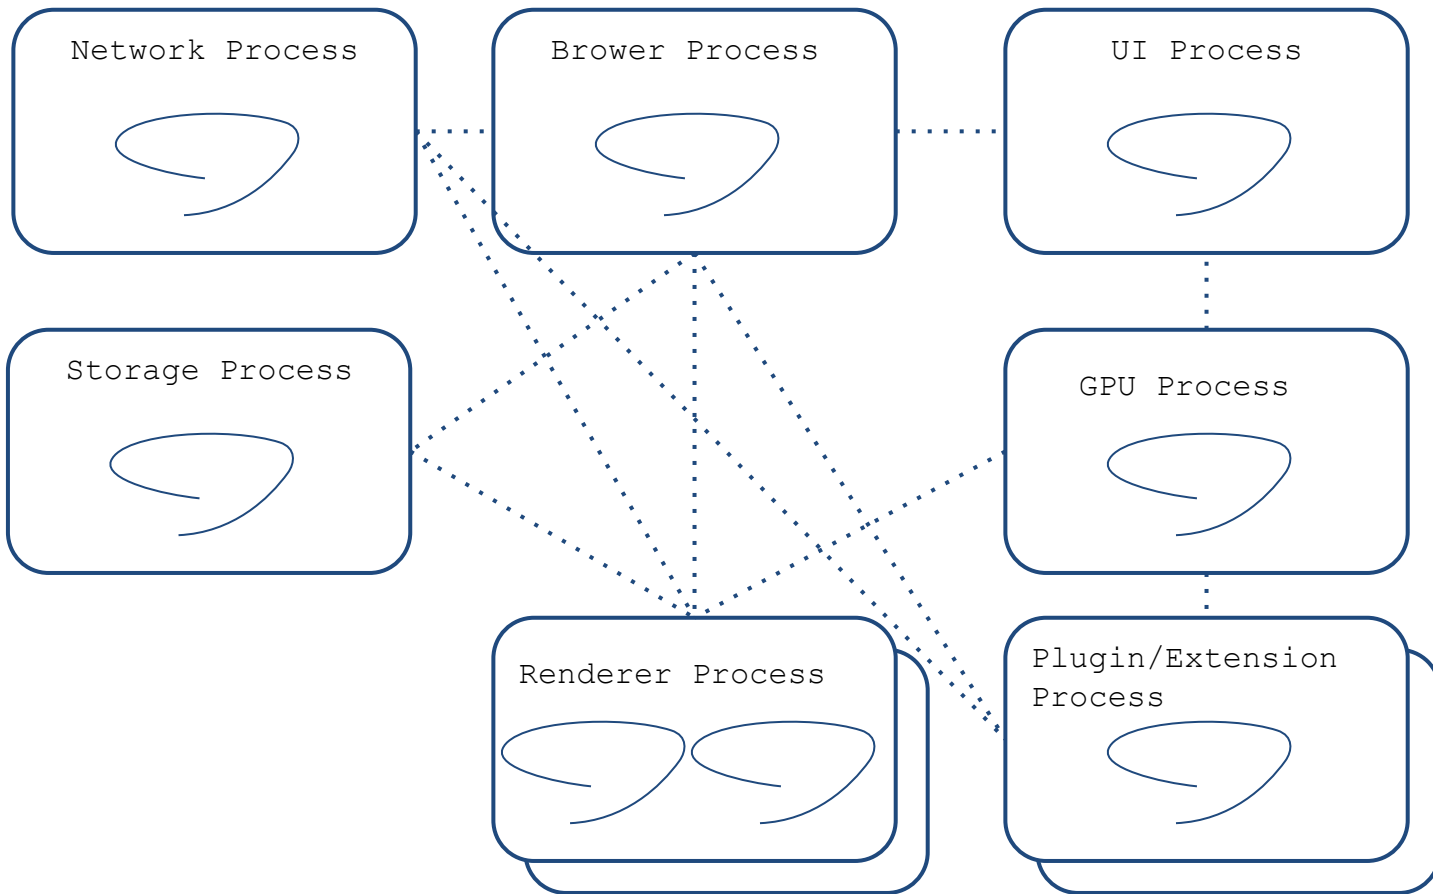 Network Process
Brower Process
UI Process
Storage Process
GPU Process
Renderer Process
Plugin/Extension
Process